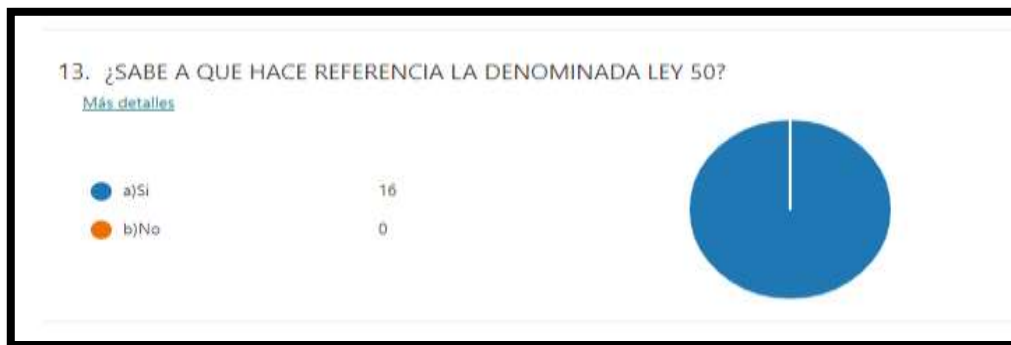 13. ¿SABE A QUE HACE REFERENCIA LA DENOMINADA LEY 50?
Más detalles
a)Si 16
b)No 0